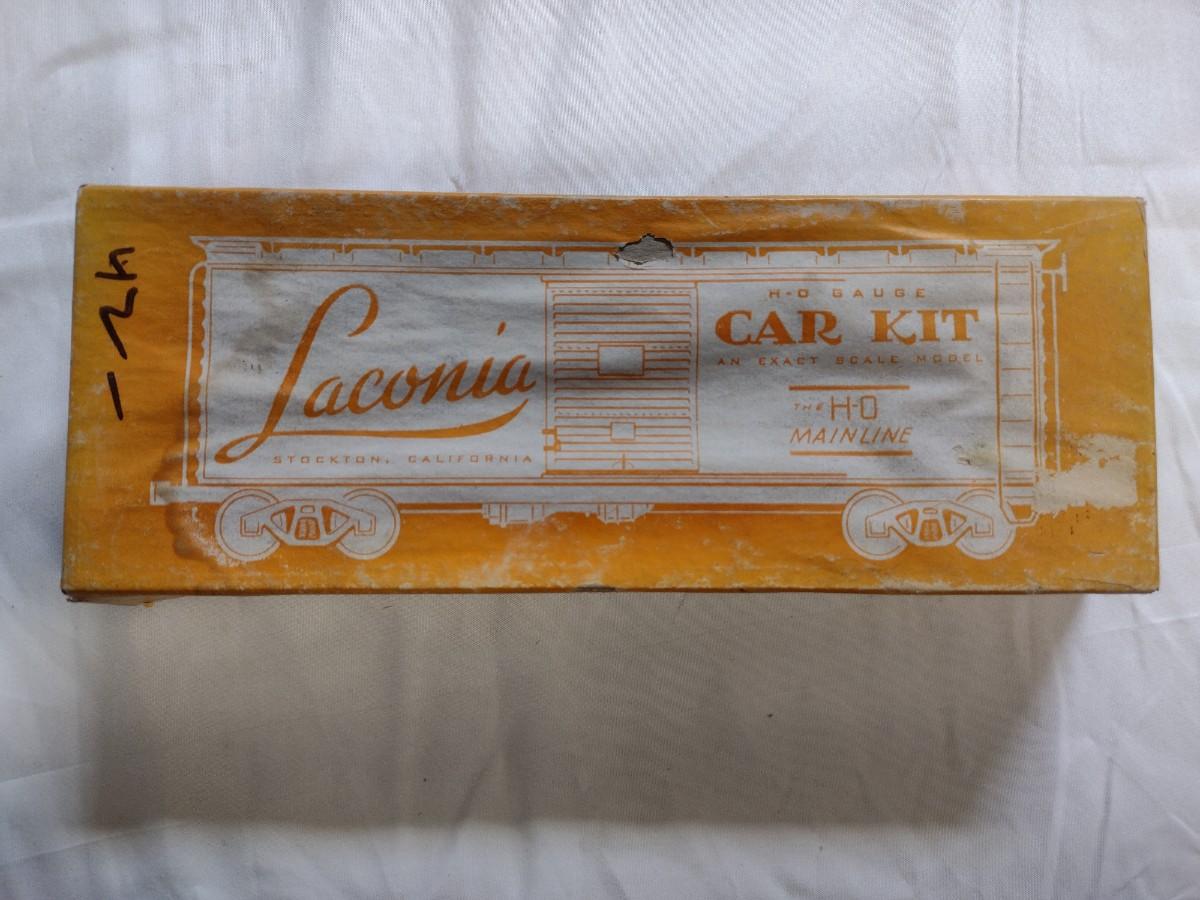 Laconia
STOCKTON, CALIFORNIA
H-O GAUGE
CAR KIT
AN EXACT SCALE MODEL
THE H-O
MAINLINE